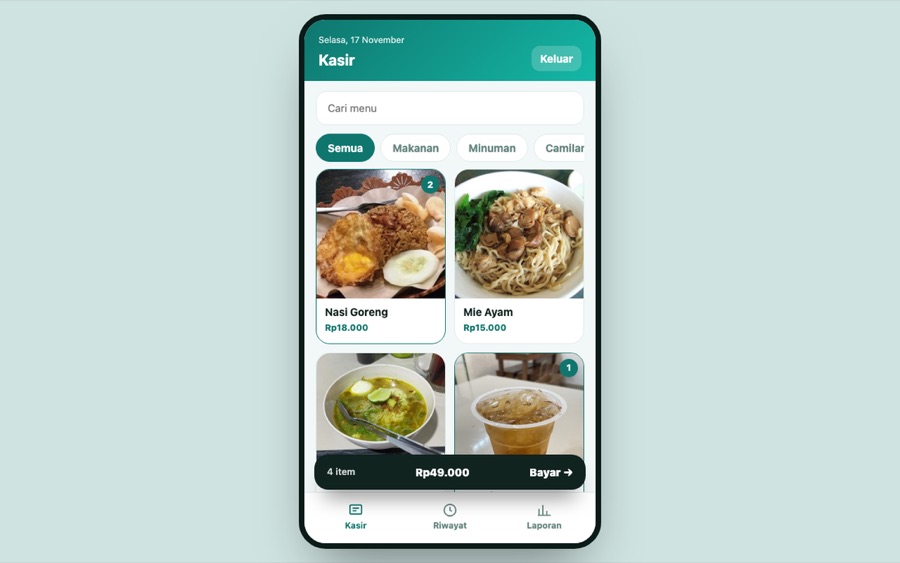 Selasa, 17 November
Kasir
Keluar
Cari menu
Semua
Makanan
Minuman
Camilan
2
Nasi Goreng
Rp18.000
Mie Ayam
Rp15.000
1
4 item
Rp49.000
Bayar →
Kasir
Riwayat
Laporan